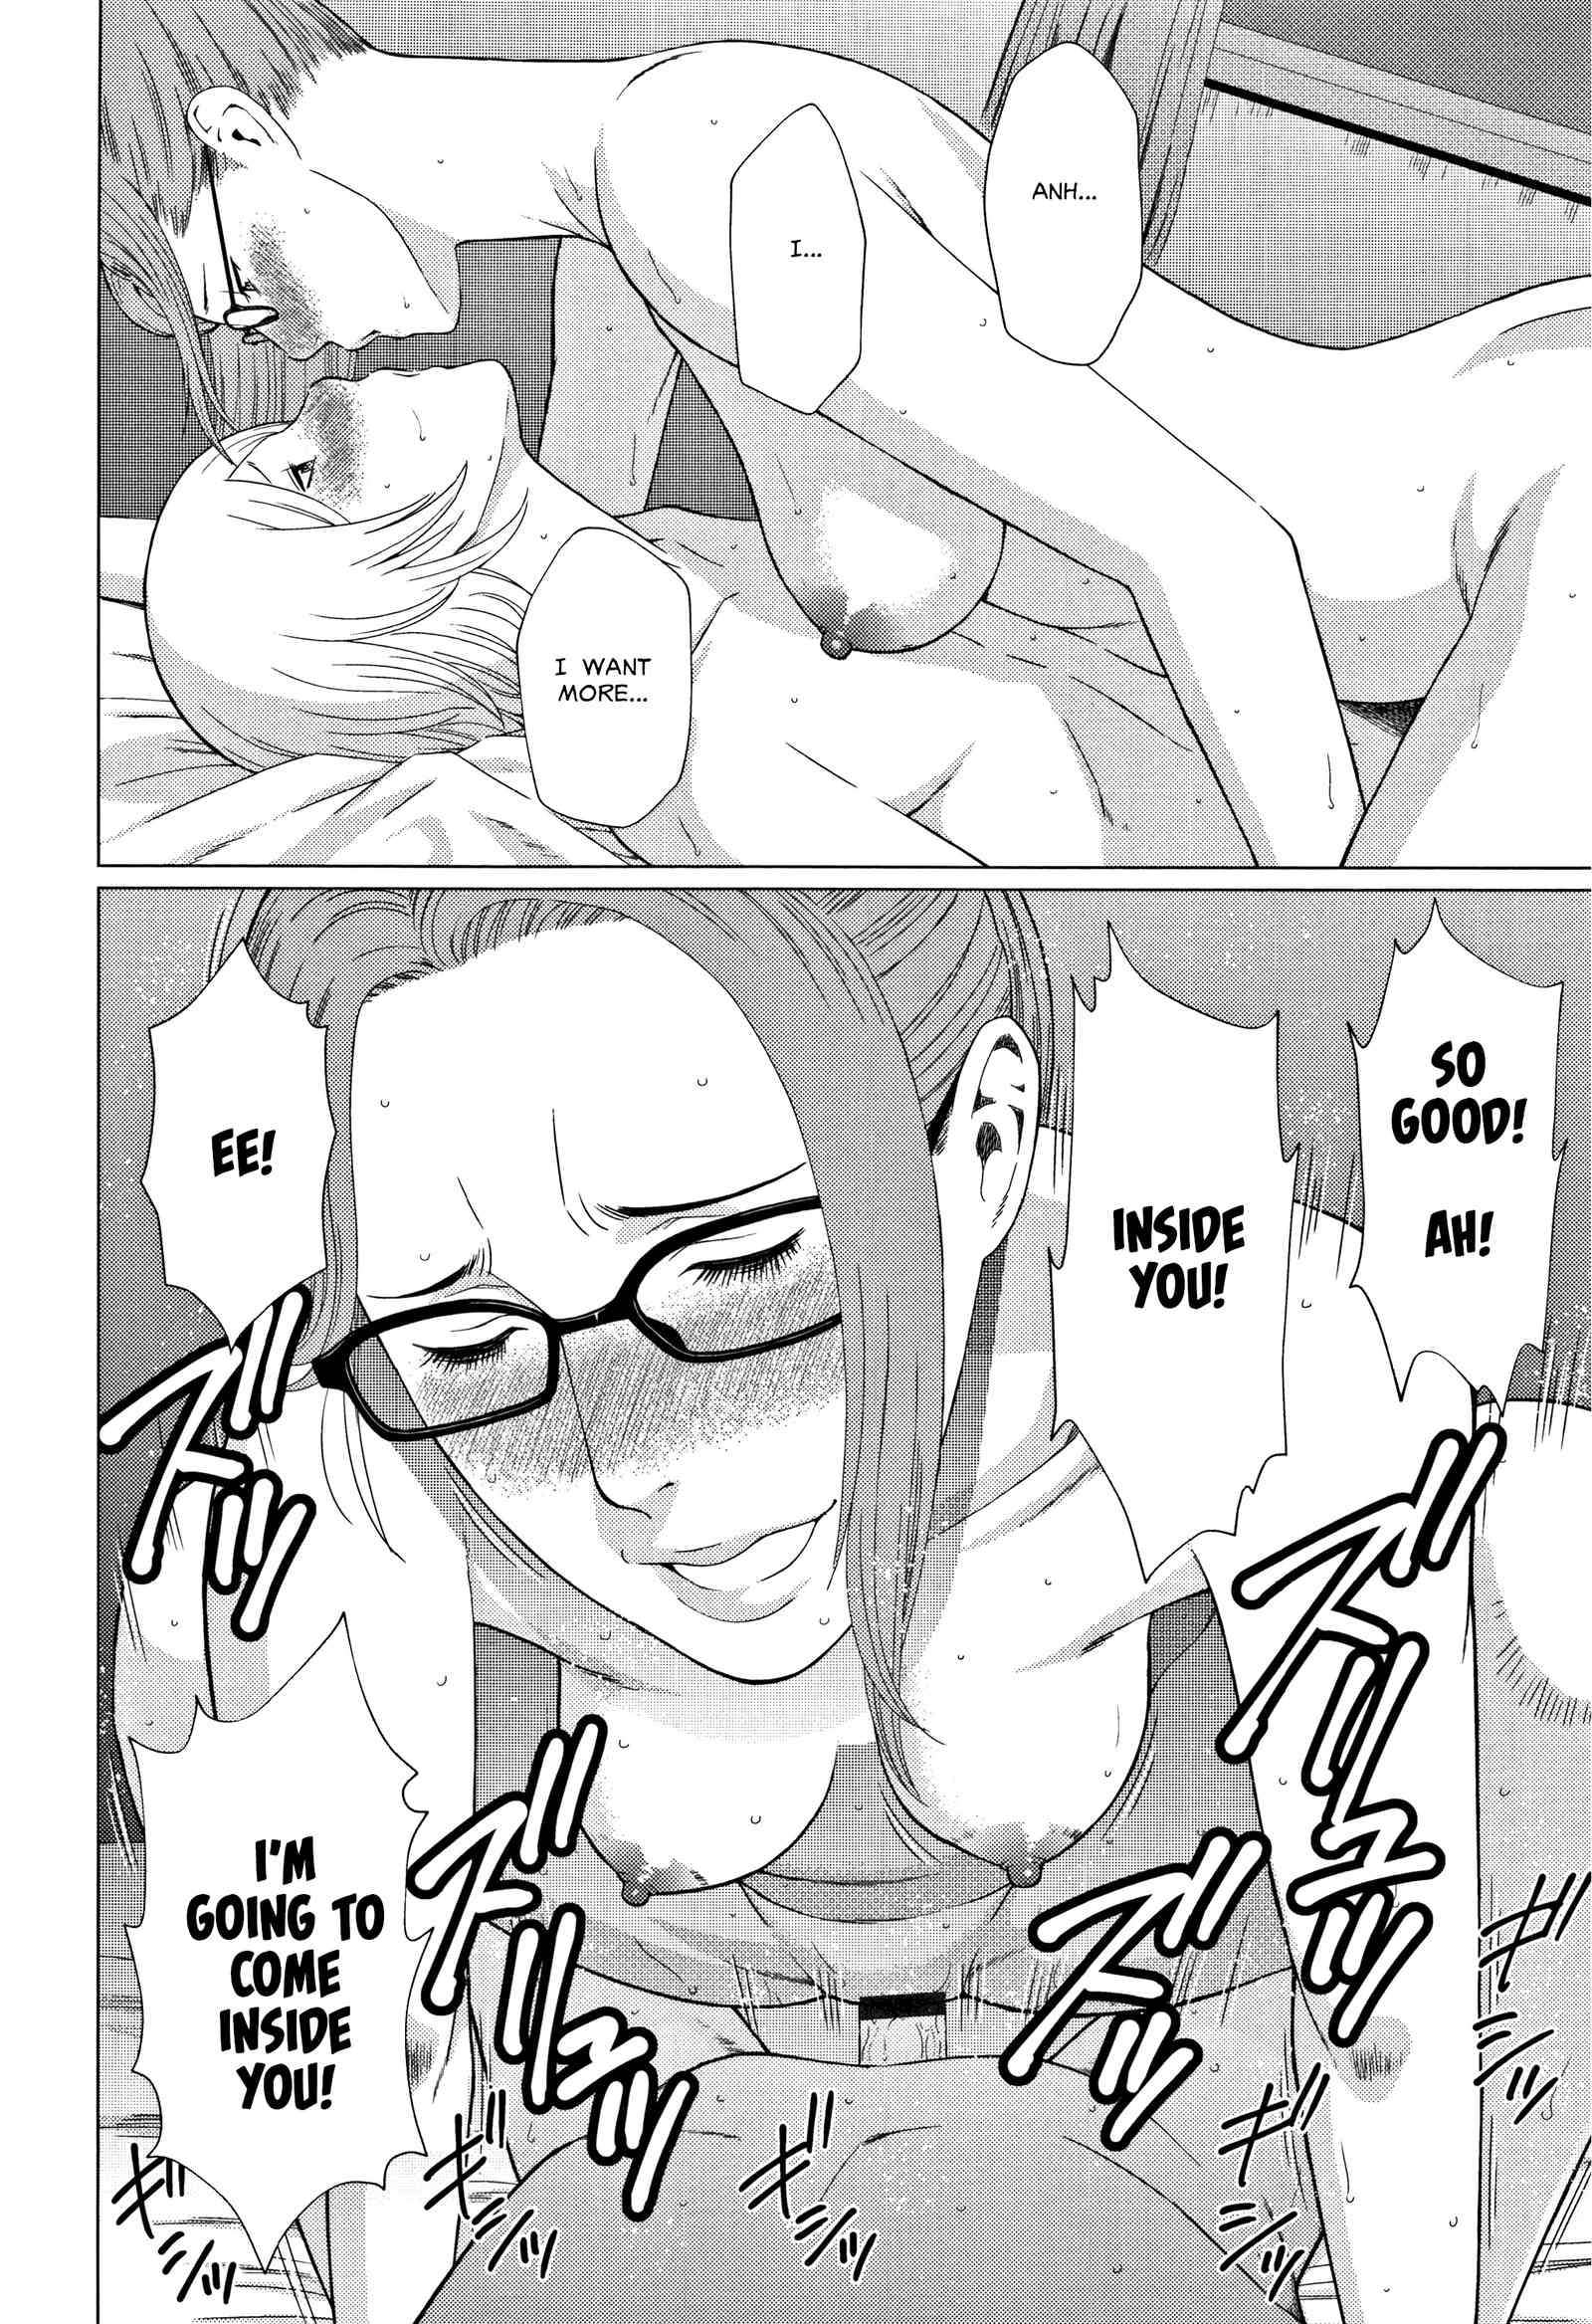 ANH...
I...
I WANT
MORE...
SO
GOOD!
AH!
INSIDE
YOU!
EE!
ズッ
ズリュッ
I'M
GOING TO
COME
INSIDE
YOU!
ズリュッ
ズッ
ギシッ
ギシッ
ギシッ
ギシッ
ギシッ